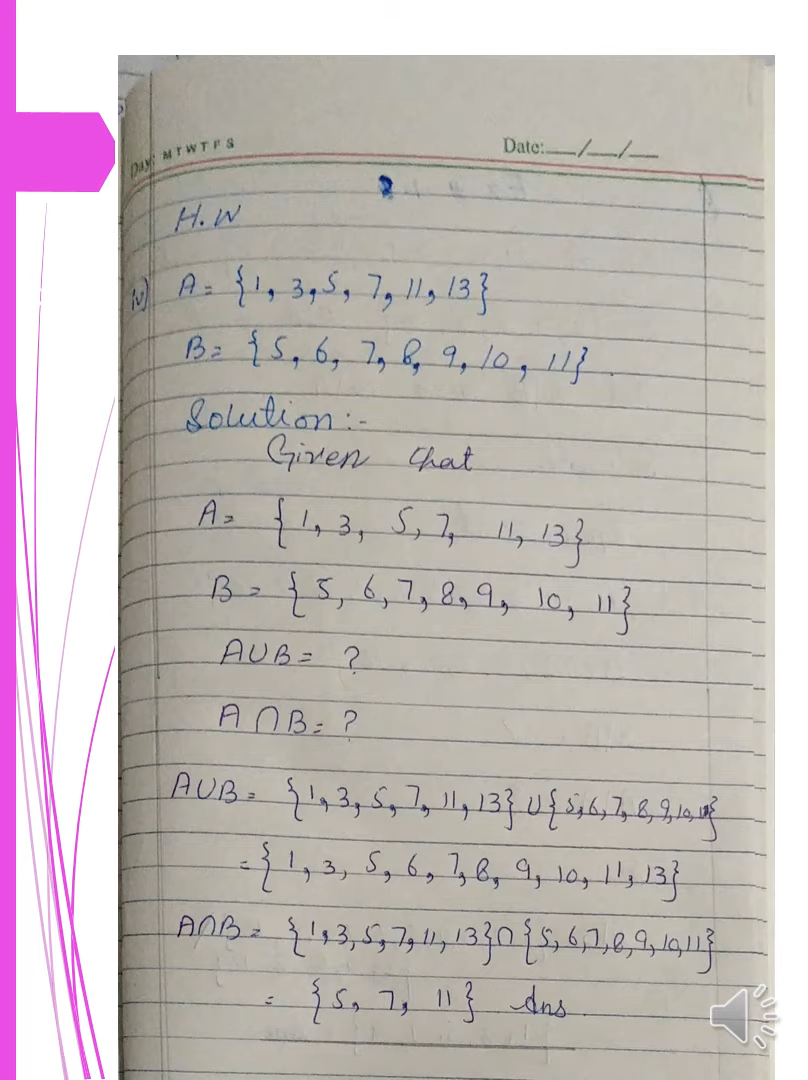 Day: M T W T F S
Date:__/__/__
H.W
iv) A = {1, 3, 5, 7, 11, 13}
B = {5, 6, 7, 8, 9, 10, 11}.
Solution:-
Given that
A = {1, 3, 5, 7, 11, 13}
B = {5, 6, 7, 8, 9, 10, 11}
A∪B = ?
A∩B = ?
A∪B = {1, 3, 5, 7, 11, 13} ∪ {5, 6, 7, 8, 9, 10, 11}
= {1, 3, 5, 6, 7, 8, 9, 10, 11, 13}
A∩B = {1, 3, 5, 7, 11, 13} ∩ {5, 6, 7, 8, 9, 10, 11}
= {5, 7, 11} Ans.